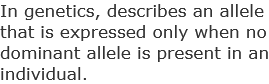 In genetics, describes an allele
that is expressed only when no
dominant allele is present in an
individual.